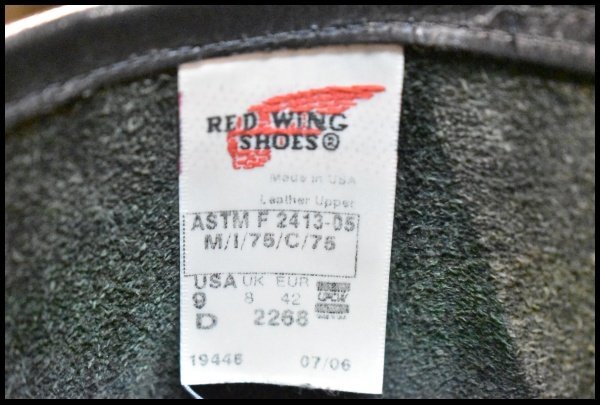 RED WING
SHOES®
Made in USA
Leather Upper
ASTM F 2413-05
M/I/75/C/75
USA UK EUR
9 8 42
D 2268
19446 07/06